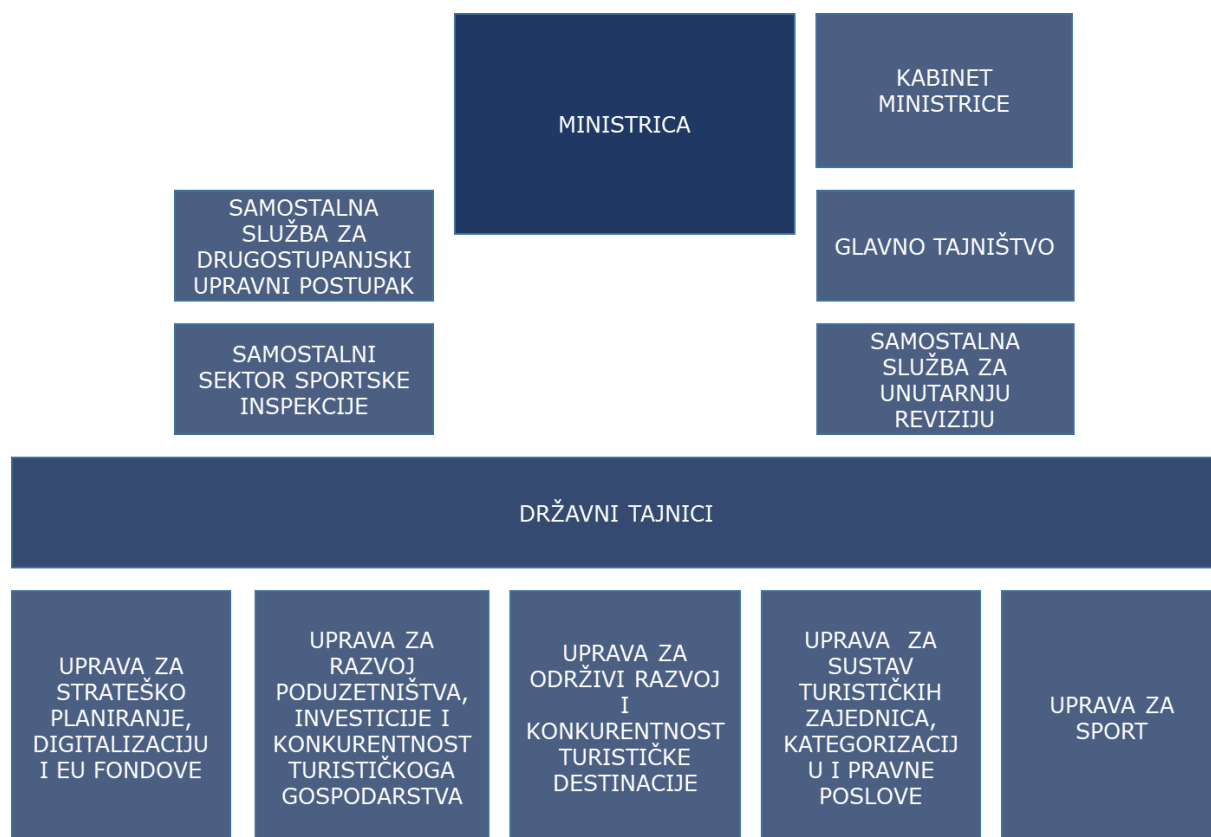 MINISTRICA
KABINET
MINISTRICE
SAMOSTALNA
SLUŽBA ZA
DRUGOSTUPANJSKI
UPRAVNI POSTUPAK
GLAVNO TAJNIŠTVO
SAMOSTALNI
SEKTOR SPORTSKE
INSPEKCIJE
SAMOSTALNA
SLUŽBA ZA
UNUTARNJU
REVIZIJU
DRŽAVNI TAJNICI
UPRAVA ZA
STRATEŠKO
PLANIRANJE,
DIGITALIZACIJU
I EU FONDOVE
UPRAVA ZA
RAZVOJ
PODUZETNIŠTVA,
INVESTICIJE I
KONKURENTNOST
TURISTIČKOGA
GOSPODARSTVA
UPRAVA ZA
ODRŽIVI RAZVOJ
I
KONKURENTNOST
TURISTIČKE
DESTINACIJE
UPRAVA ZA
SUSTAV
TURISTIČKIH
ZAJEDNICA,
KATEGORIZACIJ
U I PRAVNE
POSLOVE
UPRAVA ZA
SPORT